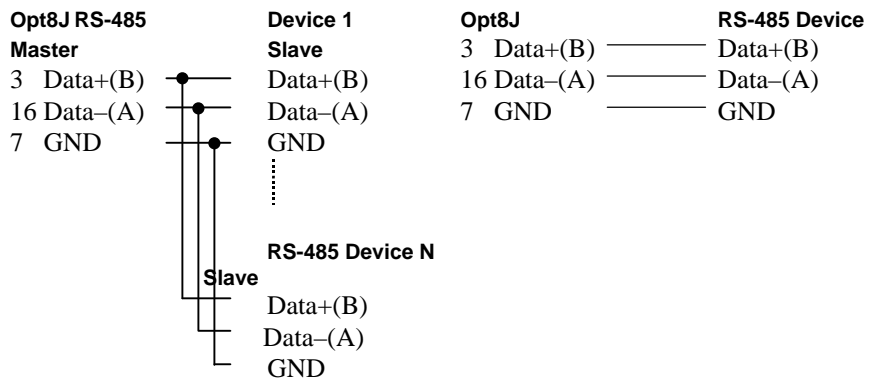 Opt8J RS-485 Device 1
Master Slave
3 Data+(B) Data+(B)
16 Data–(A) Data–(A)
7 GND GND
RS-485 Device N
Slave
Data+(B)
Data–(A)
GND
Opt8J RS-485 Device
3 Data+(B) Data+(B)
16 Data–(A) Data–(A)
7 GND GND